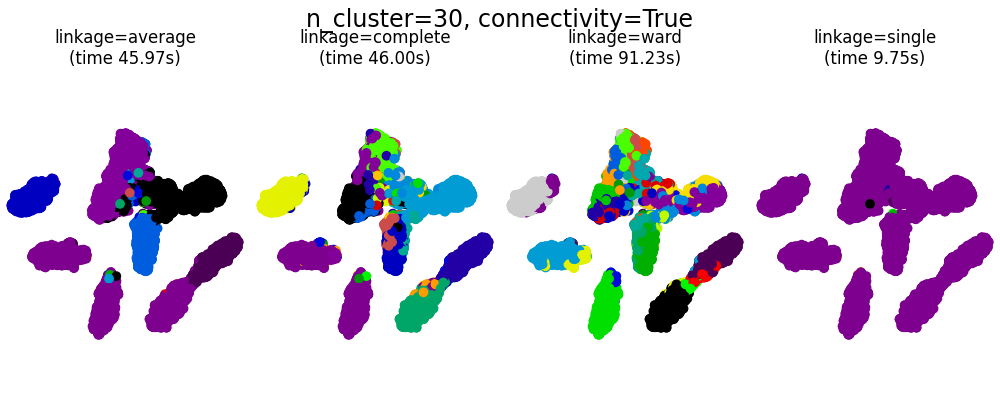 n_cluster=30, connectivity=True
linkage=average
(time 45.97s)
linkage=complete
(time 46.00s)
linkage=ward
(time 91.23s)
linkage=single
(time 9.75s)